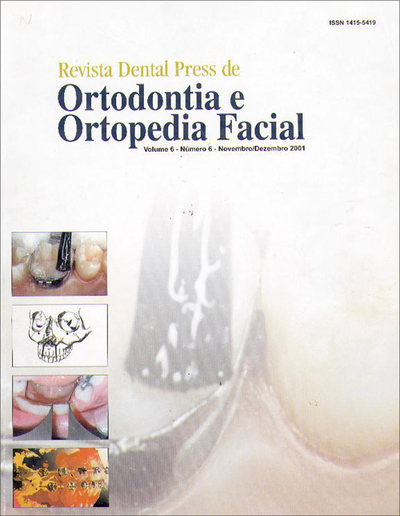 ISSN 1415-5419
Revista Dental Press de
Ortodontia e
Ortopedia Facial
Volume 6 - Número 6 - Novembro/Dezembro 2001